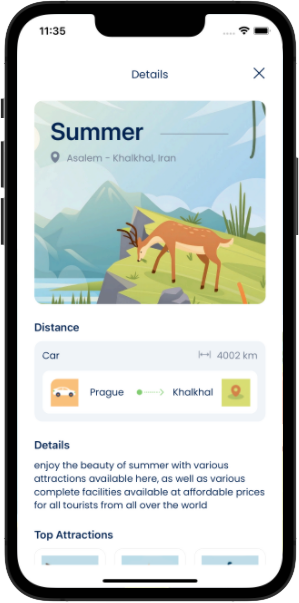 11:35
Details
Summer
Asalem - Khalkhal, Iran
Distance
Car 4002 km
Prague Khalkhal
Details
enjoy the beauty of summer with various
attractions available here, as well as various
complete facilities available at affordable prices
for all tourists from all over the world
Top Attractions